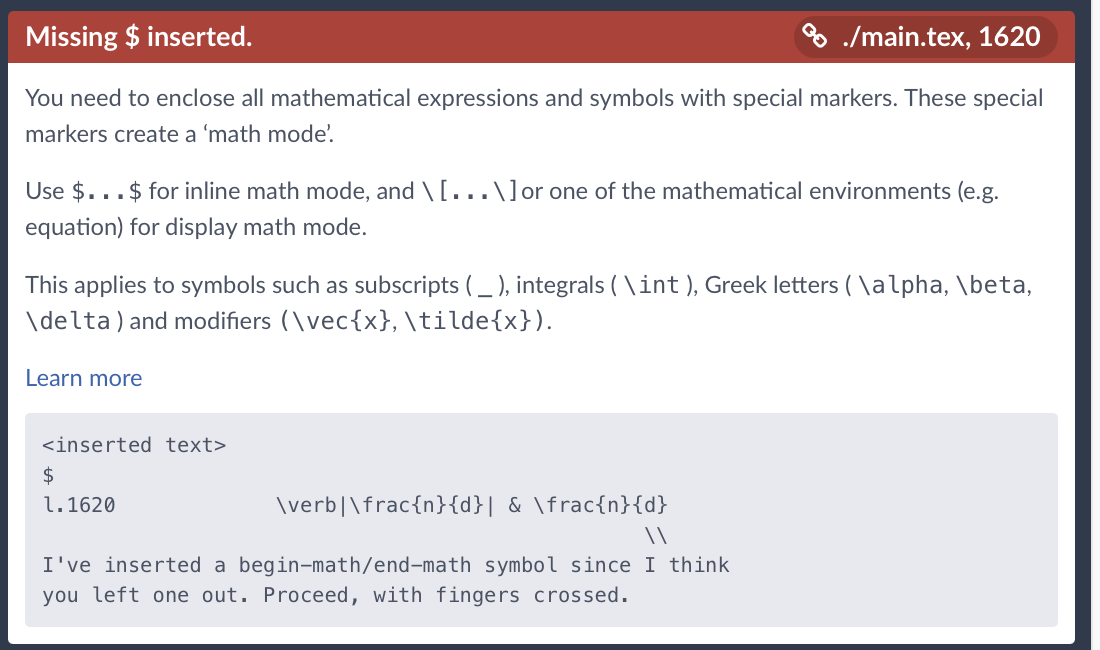 Missing $ inserted.
./main.tex, 1620
You need to enclose all mathematical expressions and symbols with special markers. These special
markers create a ‘math mode’.
Use $...$ for inline math mode, and \[...\]or one of the mathematical environments (e.g.
equation) for display math mode.
This applies to symbols such as subscripts ( _ ), integrals ( \int ), Greek letters ( \alpha, \beta,
\delta ) and modifiers (\vec{x}, \tilde{x}).
Learn more
<inserted text>
$
l.1620             \verb|\frac{n}{d}| & \frac{n}{d}
\\
I've inserted a begin-math/end-math symbol since I think
you left one out. Proceed, with fingers crossed.